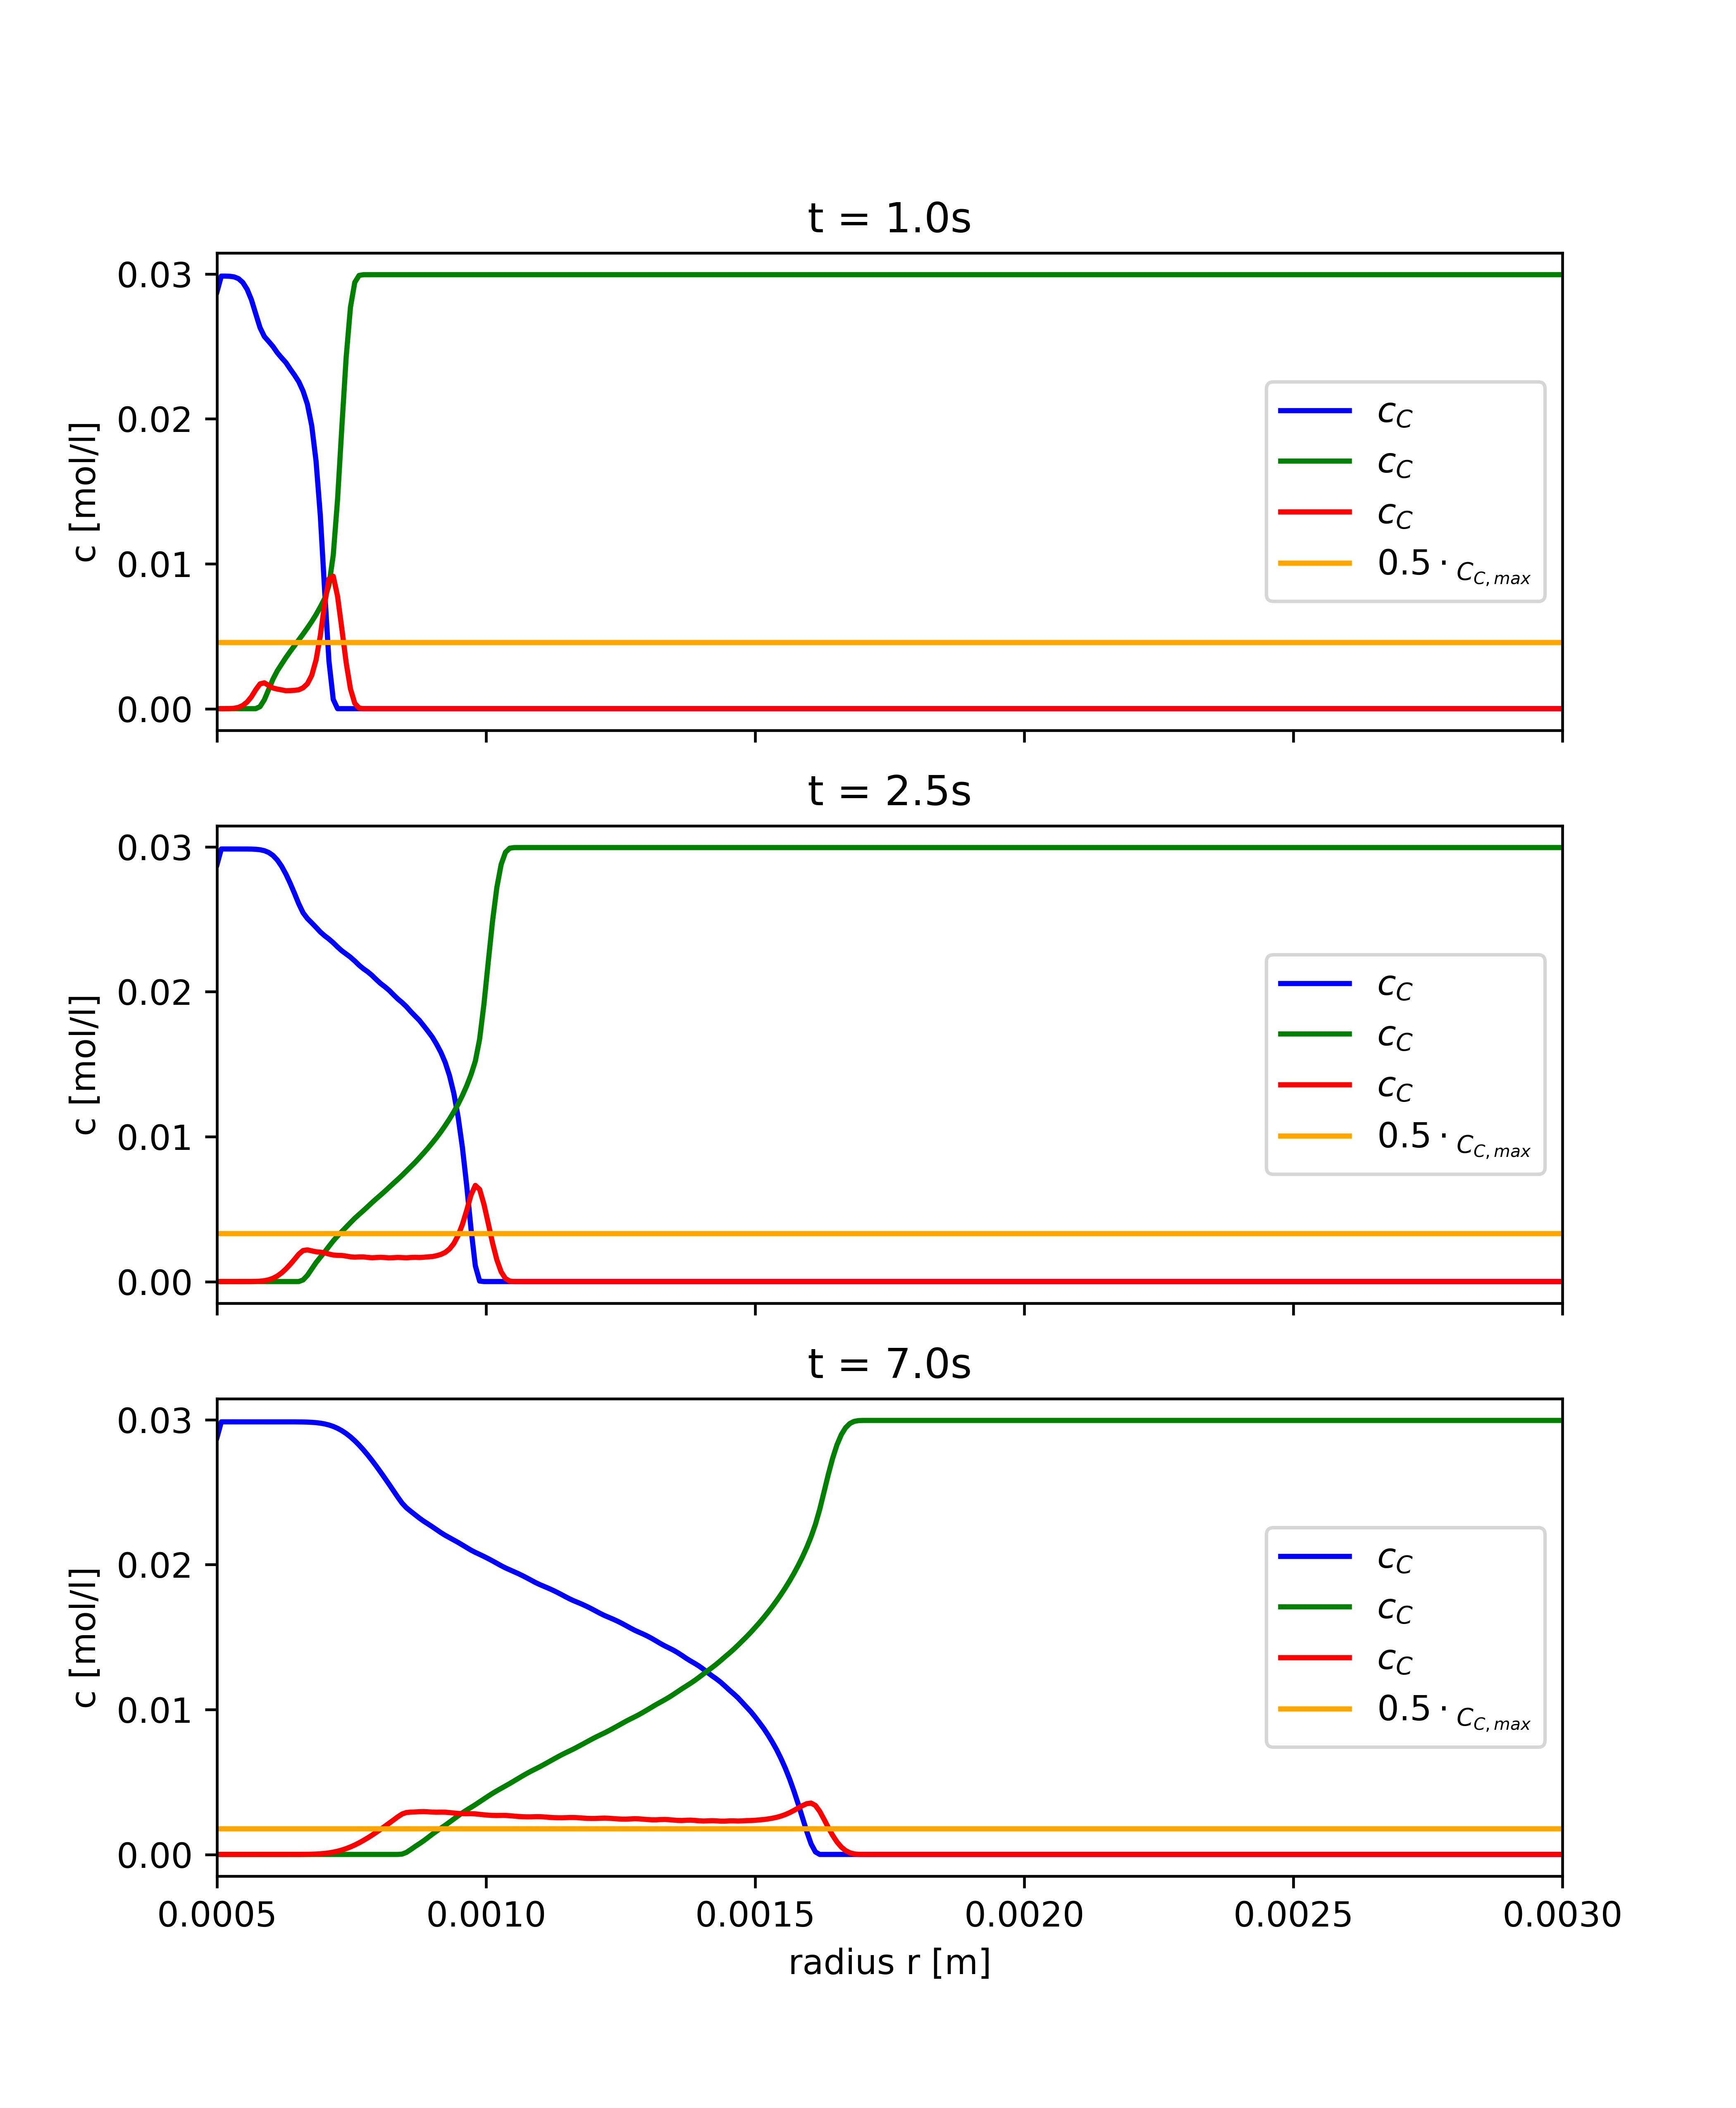 t = 1.0s
c [mol/l]
0.03
0.02
0.01
0.00
c_C
c_C
c_C
0.5 · c_{C, max}
t = 2.5s
c [mol/l]
0.03
0.02
0.01
0.00
c_C
c_C
c_C
0.5 · c_{C, max}
t = 7.0s
c [mol/l]
0.03
0.02
0.01
0.00
c_C
c_C
c_C
0.5 · c_{C, max}
0.0005 0.0010 0.0015 0.0020 0.0025 0.0030
radius r [m]